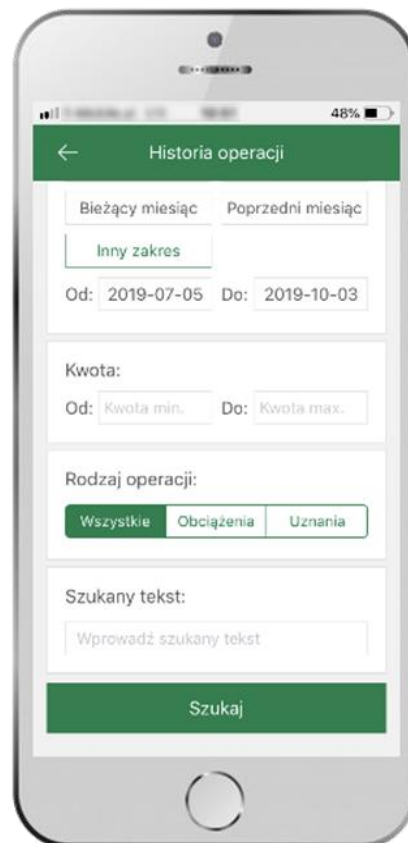 48%
Historia operacji
Bieżący miesiąc Poprzedni miesiąc
Inny zakres
Od: 2019-07-05 Do: 2019-10-03
Kwota:
Od: Kwota min. Do: Kwota max.
Rodzaj operacji:
Wszystkie Obciążenia Uznania
Szukany tekst:
Wprowadź szukany tekst
Szukaj